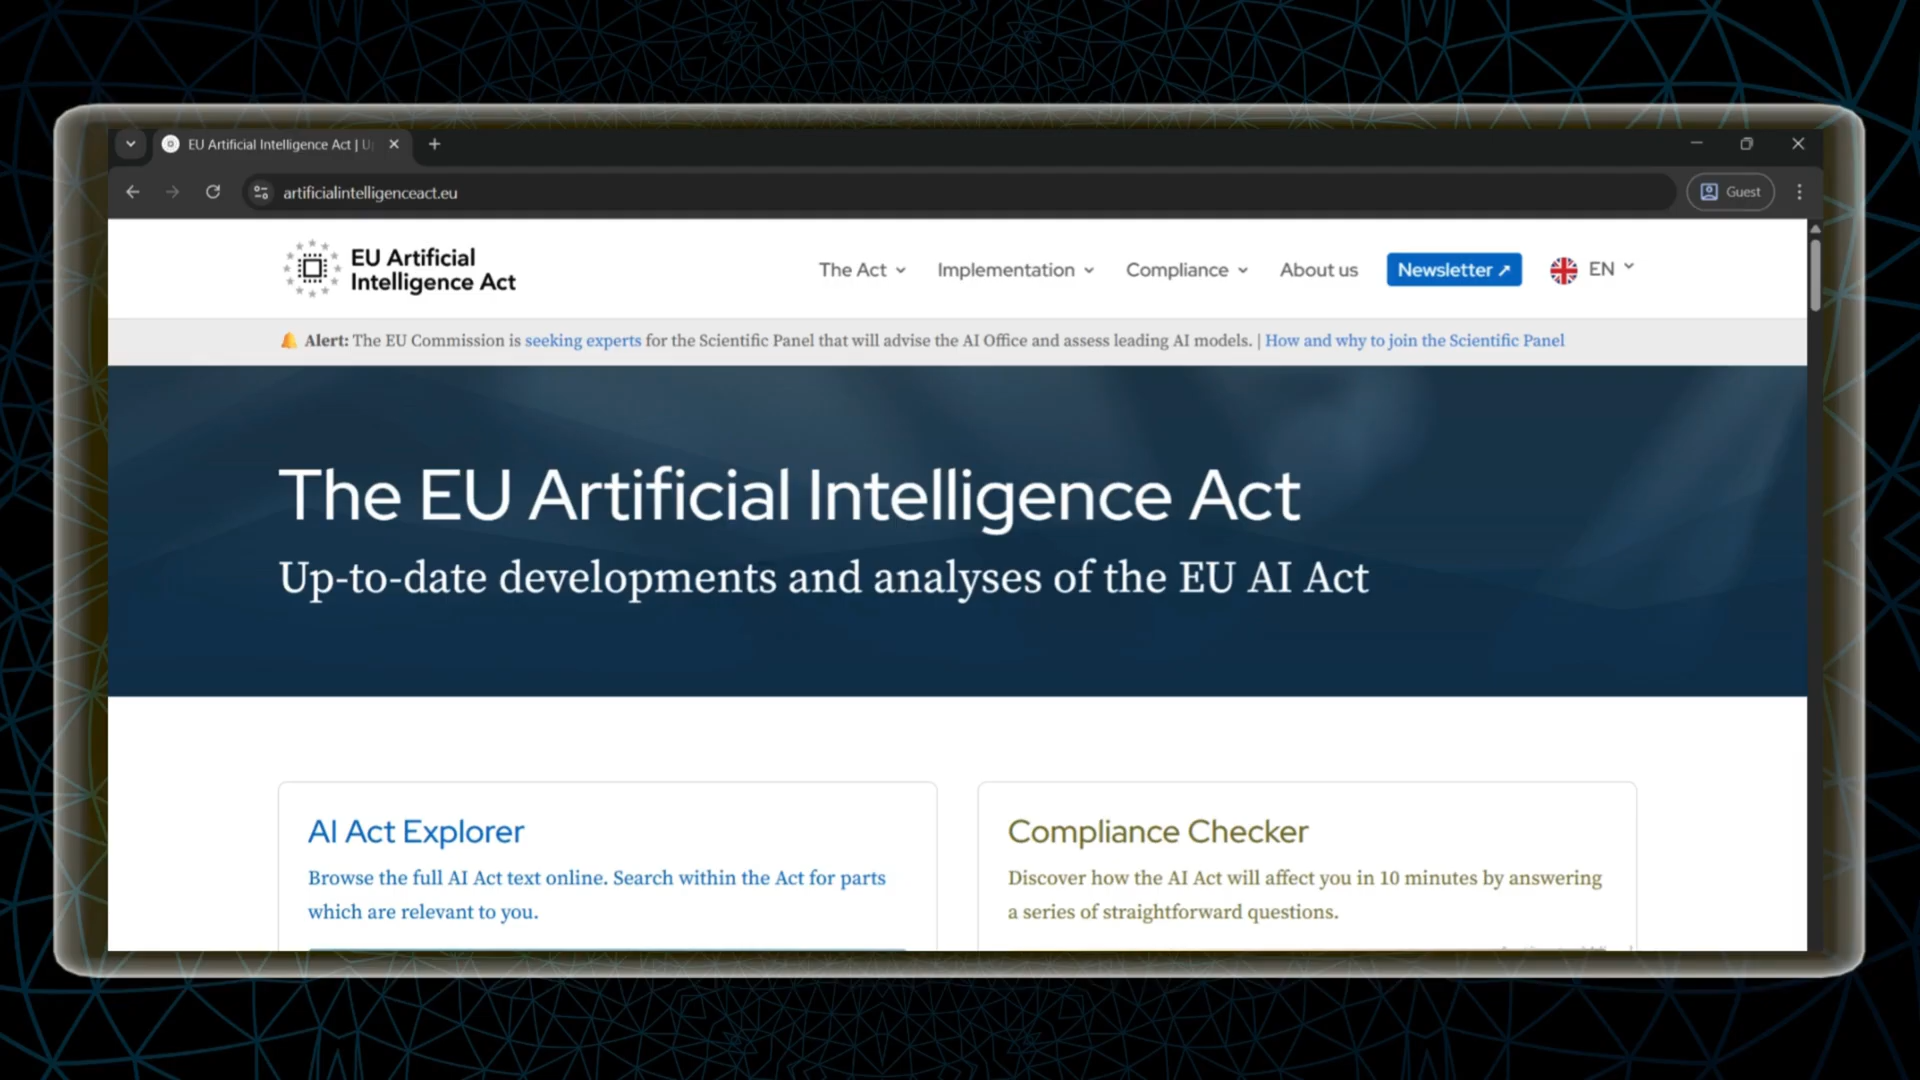 EU Artificial Intelligence Act | U
artificialintelligenceact.eu
Guest
EU Artificial
Intelligence Act
The Act
Implementation
Compliance
About us
Newsletter ↗
EN
Alert: The EU Commission is seeking experts for the Scientific Panel that will advise the AI Office and assess leading AI models. | How and why to join the Scientific Panel
The EU Artificial Intelligence Act
Up-to-date developments and analyses of the EU AI Act
AI Act Explorer
Browse the full AI Act text online. Search within the Act for parts
which are relevant to you.
Compliance Checker
Discover how the AI Act will affect you in 10 minutes by answering
a series of straightforward questions.